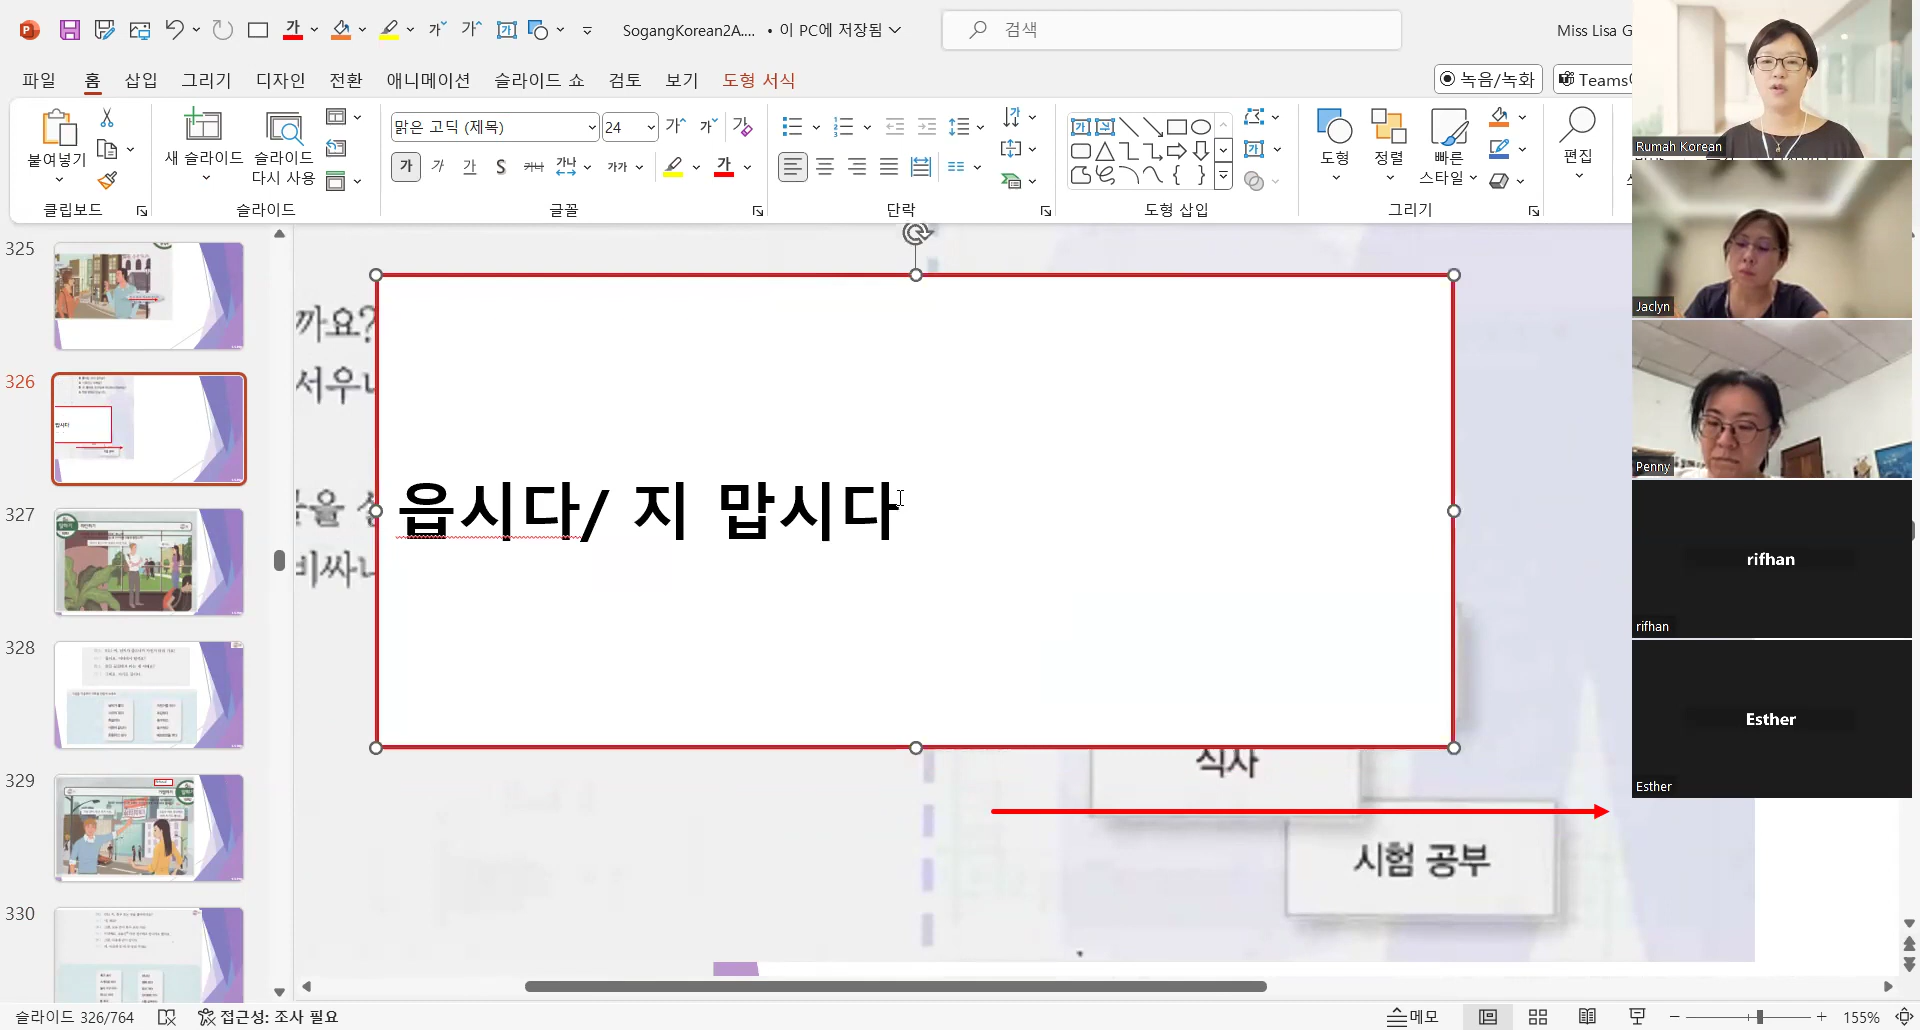 SogangKorean2A.... • 이 PC에 저장됨
검색
Miss Lisa G
파일 홈 삽입 그리기 디자인 전환 애니메이션 슬라이드 쇼 검토 보기 도형 서식
녹음/녹화
Teams
붙여넣기
새 슬라이드
슬라이드 다시 사용
맑은 고딕 (제목)
24
도형
정렬
빠른 스타일
편집
클립보드
슬라이드
글꼴
단락
도형 삽입
그리기
325
326
327
328
329
330
까요?
서우
을
비싸
읍시다/ 지 맙시다
식사
시험 공부
Rumah Korean
Jaclyn
Penny
rifhan
rifhan
Esther
Esther
슬라이드 326/764
접근성: 조사 필요
메모
155%